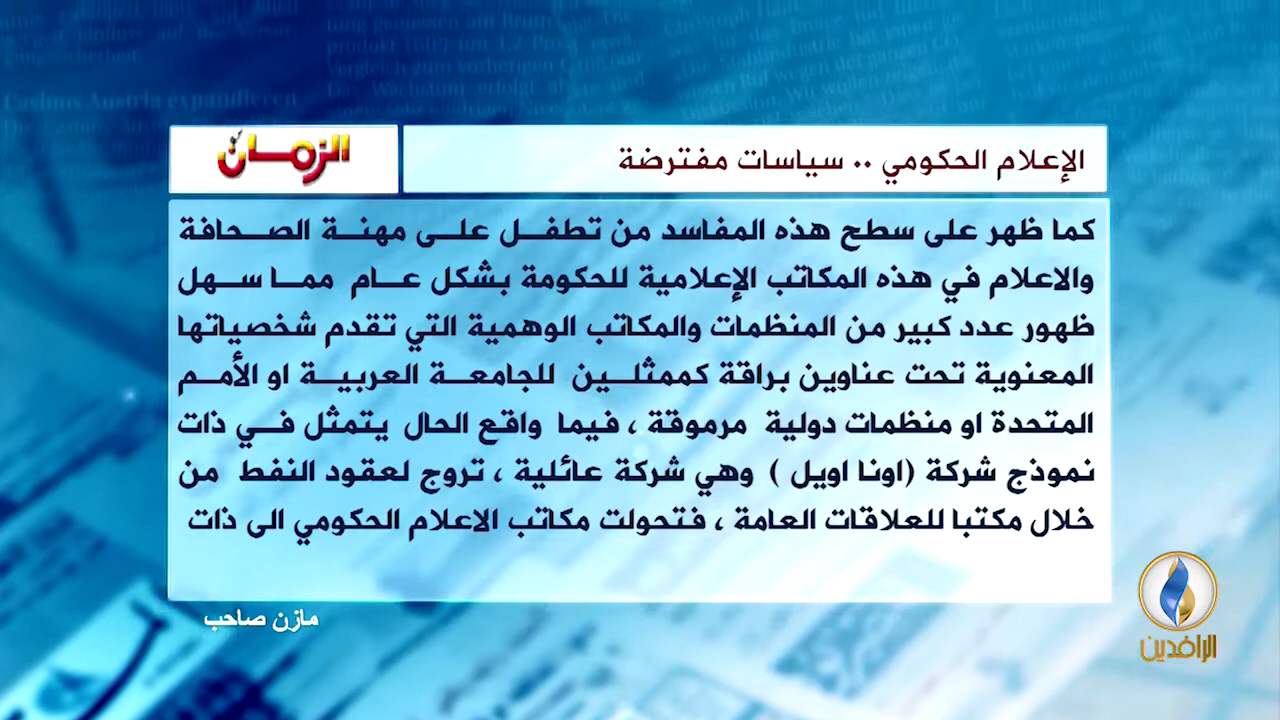 الزمان
الإعلام الحكومي .. سياسات مفترضة
كما ظهر على سطح هذه المفاسد من تطفل على مهنة الصحافة
والاعلام في هذه المكاتب الإعلامية للحكومة بشكل عام مما سهل
ظهور عدد كبير من المنظمات والمكاتب الوهمية التي تقدم شخصياتها
المعنوية تحت عناوين براقة كممثلين للجامعة العربية او الأمم
المتحدة او منظمات دولية مرموقة ، فيما واقع الحال يتمثل في ذات
نموذج شركة (اونا اويل ) وهي شركة عائلية ، تروج لعقود النفط من
خلال مكتبا للعلاقات العامة ، فتحولت مكاتب الاعلام الحكومي الى ذات
مازن صاحب
الرافدين
Casinos Austria expandieren